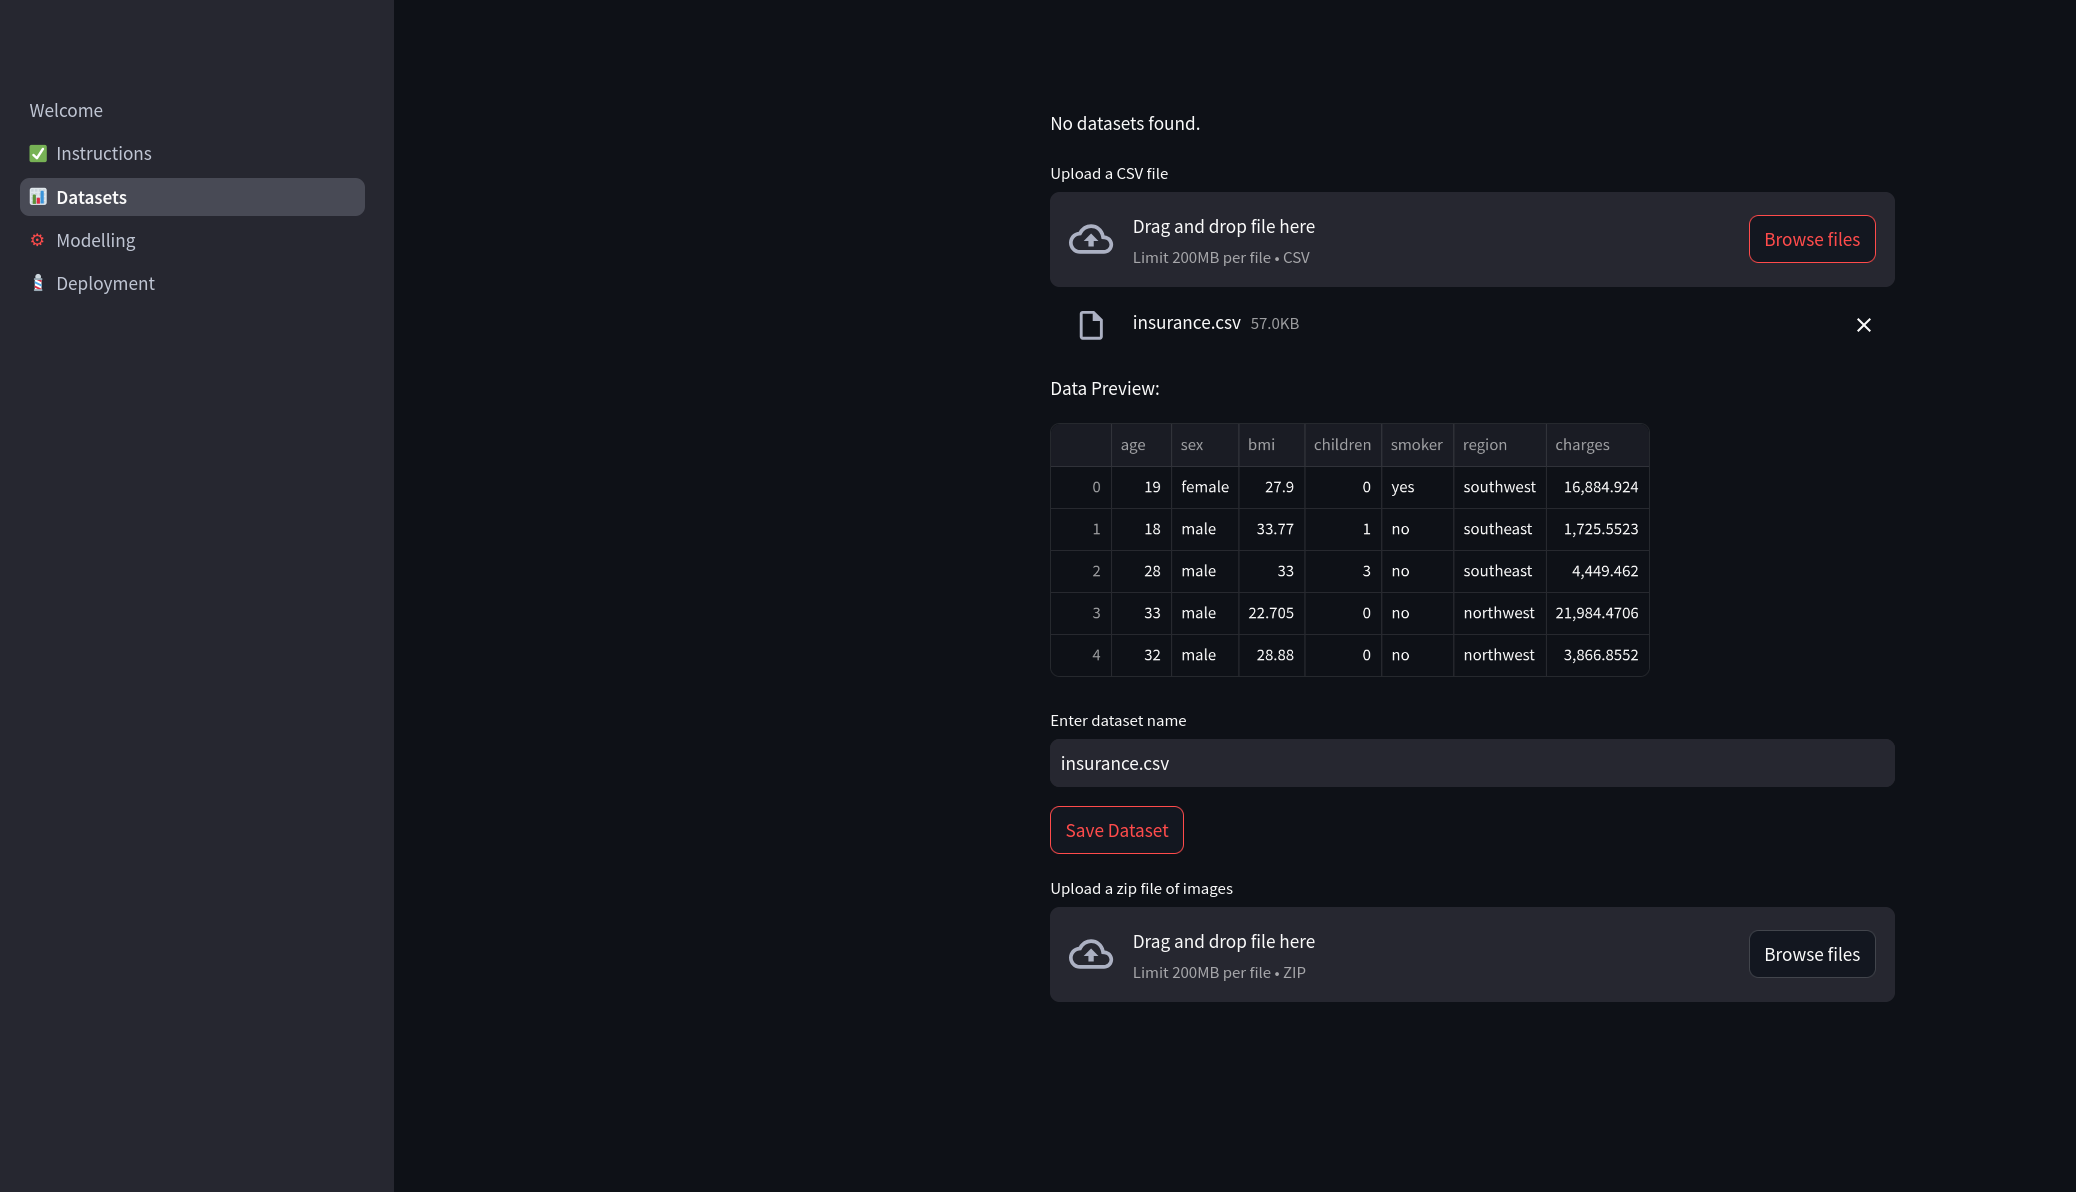 Welcome
✅ Instructions
📊 Datasets
⚙ Modelling
💈 Deployment
No datasets found.
Upload a CSV file
Drag and drop file here
Limit 200MB per file • CSV
Browse files
insurance.csv 57.0KB
Data Preview:
age sex bmi children smoker region charges
0 19 female 27.9 0 yes southwest 16,884.924
1 18 male 33.77 1 no southeast 1,725.5523
2 28 male 33 3 no southeast 4,449.462
3 33 male 22.705 0 no northwest 21,984.4706
4 32 male 28.88 0 no northwest 3,866.8552
Enter dataset name
insurance.csv
Save Dataset
Upload a zip file of images
Drag and drop file here
Limit 200MB per file • ZIP
Browse files